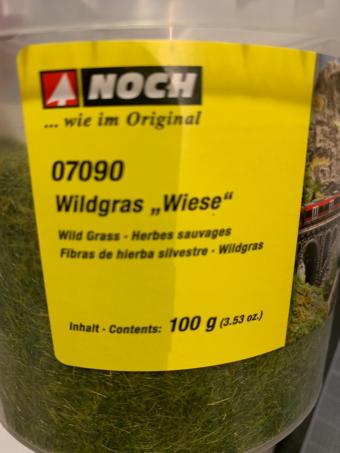 NOCH
... wie im Original
07090
Wildgras „Wiese“
Wild Grass - Herbes sauvages
Fibras de hierba silvestre - Wildgras
Inhalt - Contents: 100 g (3.53 oz.)